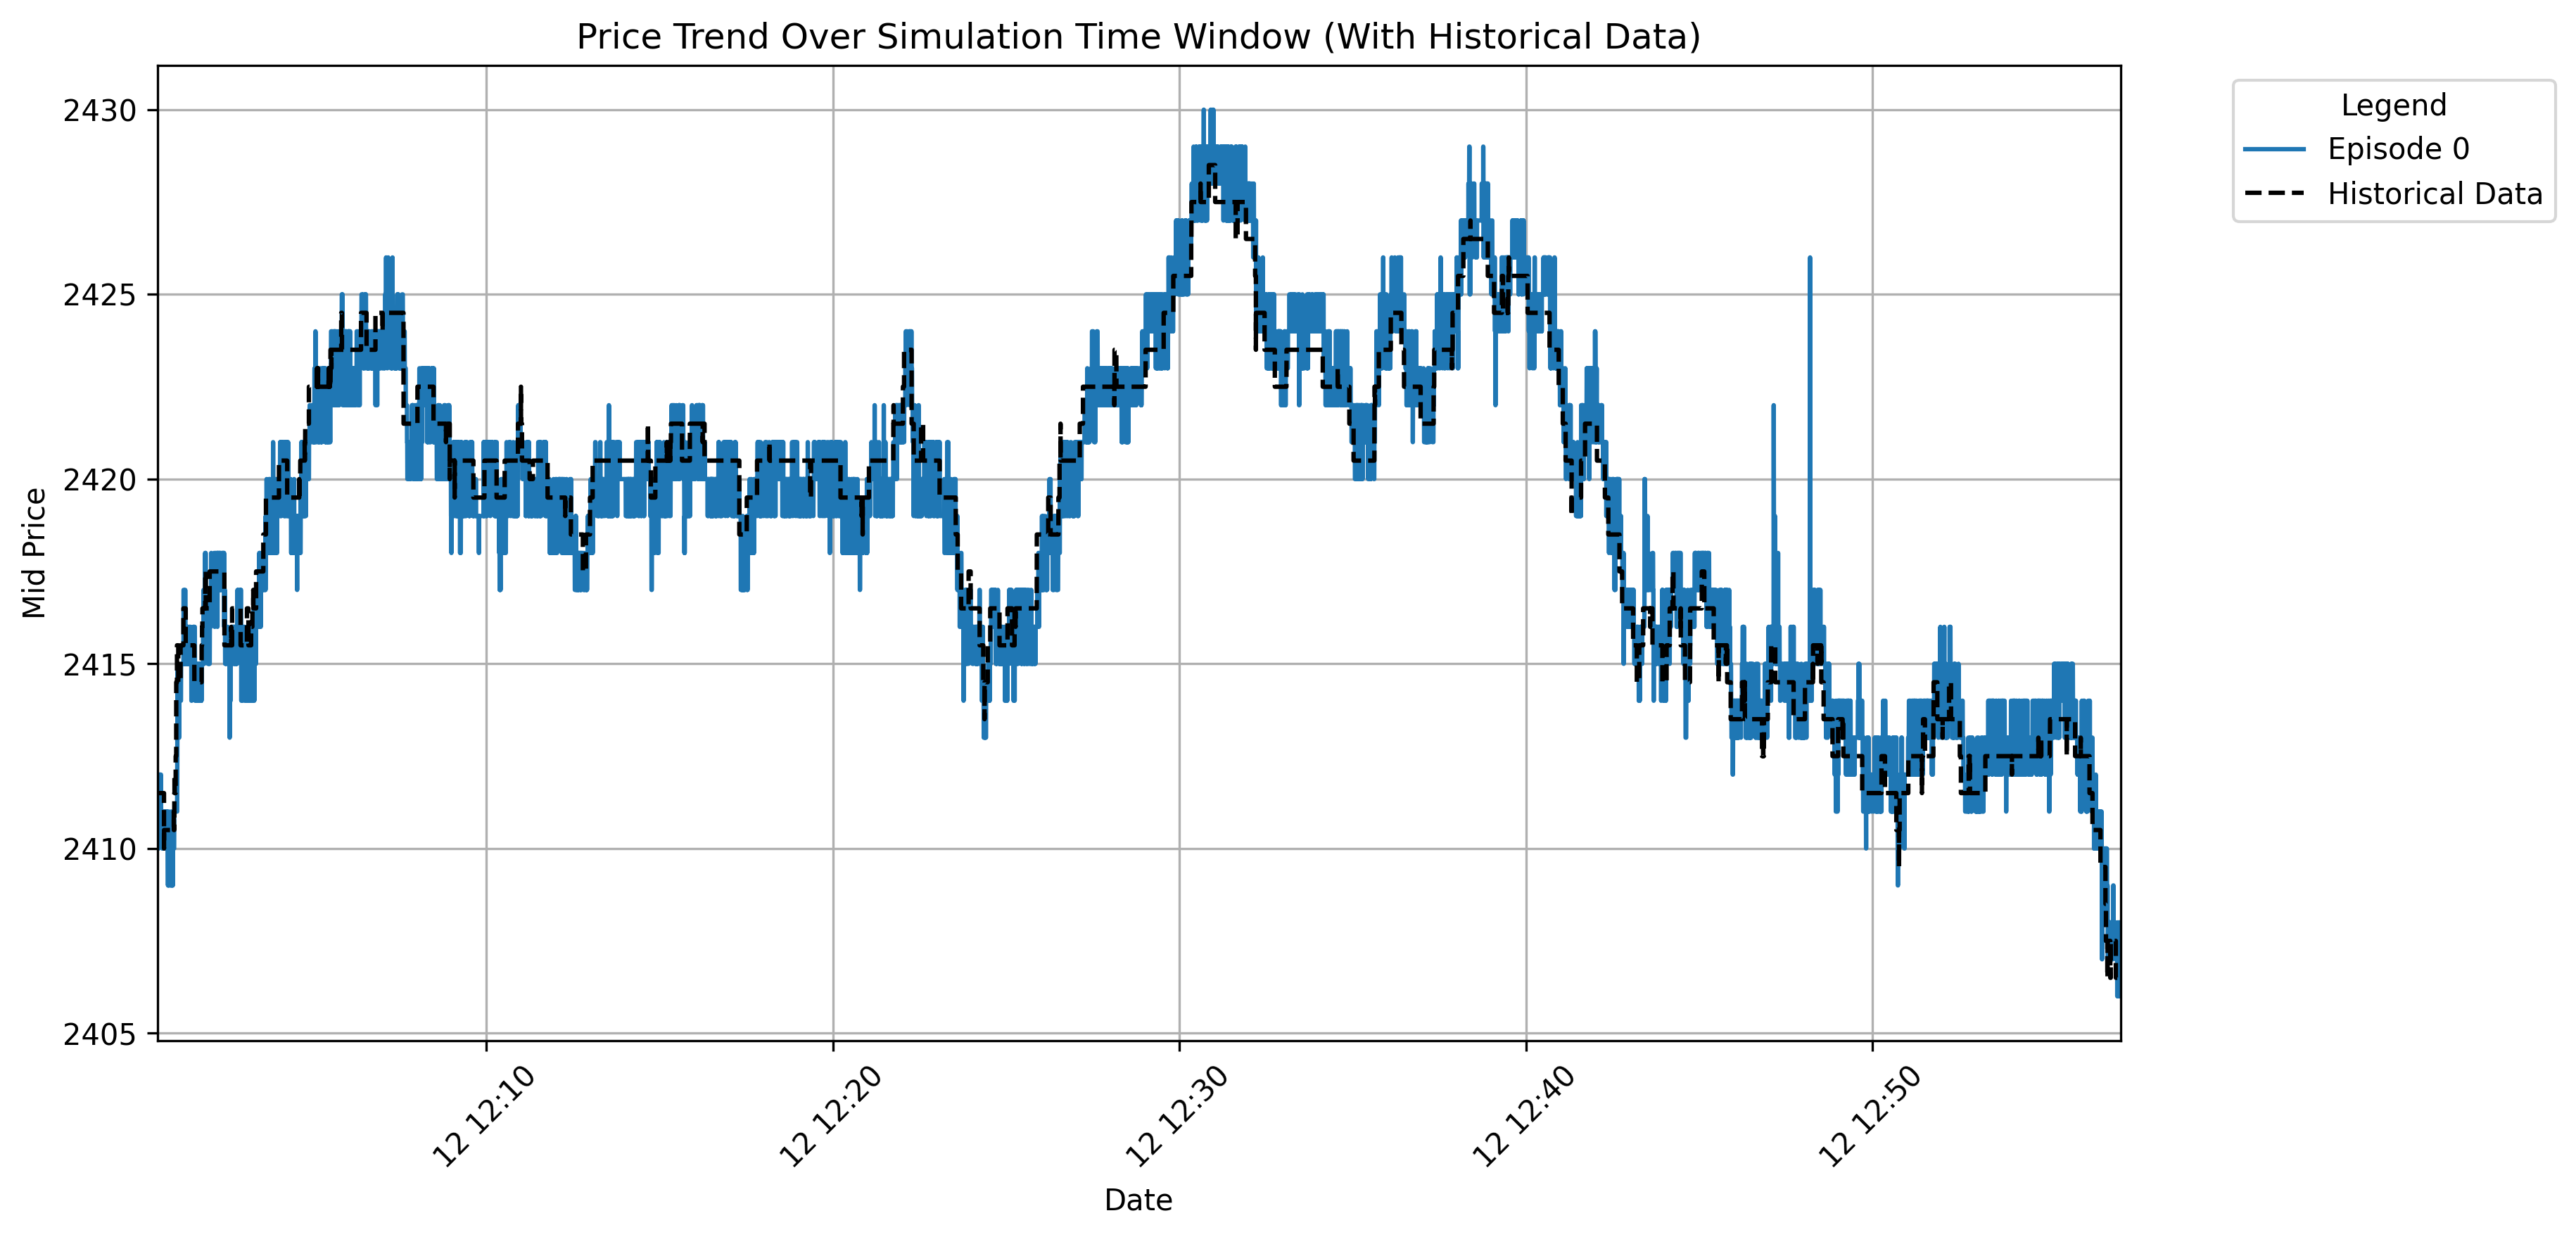 Price Trend Over Simulation Time Window (With Historical Data)
Legend
Episode 0
Historical Data
Mid Price
2430
2425
2420
2415
2410
2405
12 12:10
12 12:20
12 12:30
12 12:40
12 12:50
Date